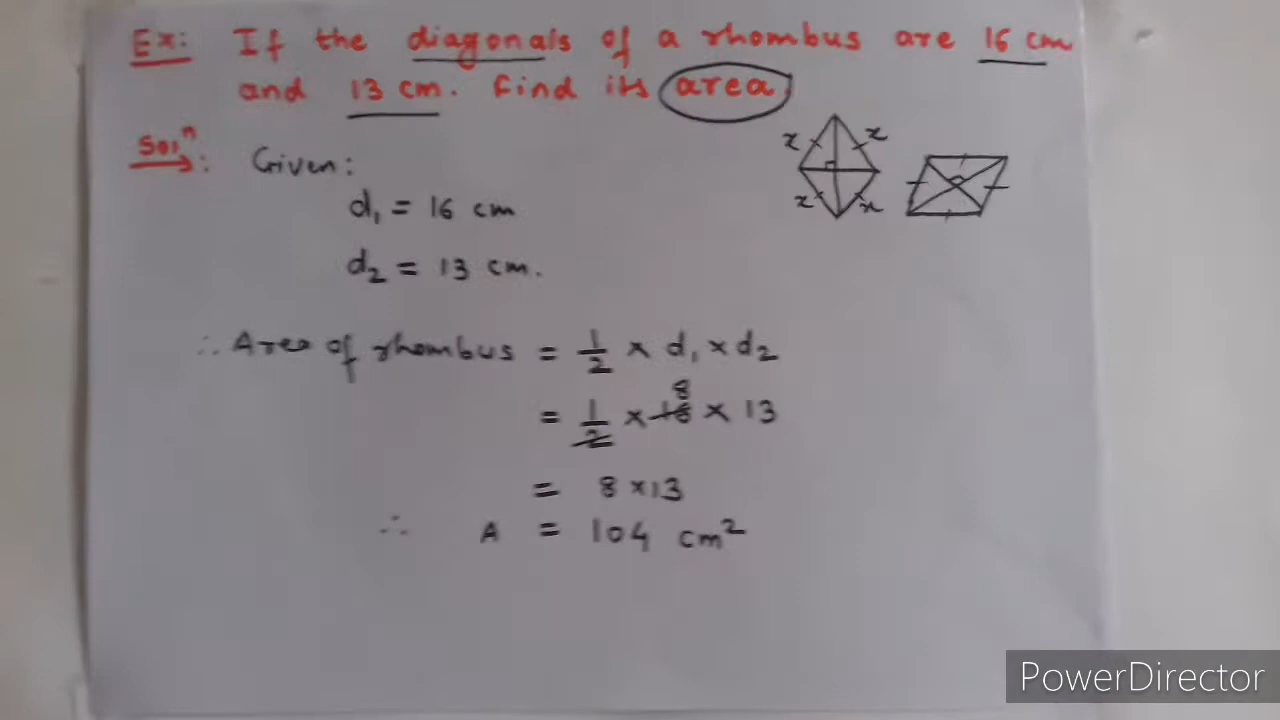 Ex: If the diagonals of a rhombus are 16 cm
and 13 cm. Find its area
Solⁿ: Given:
d₁ = 16 cm
d₂ = 13 cm.
x x
x x
∴ Area of rhombus = 1/2 × d₁ × d₂
= 1/2 × 16 8 × 13
= 8 × 13
∴ A = 104 cm²
PowerDirector